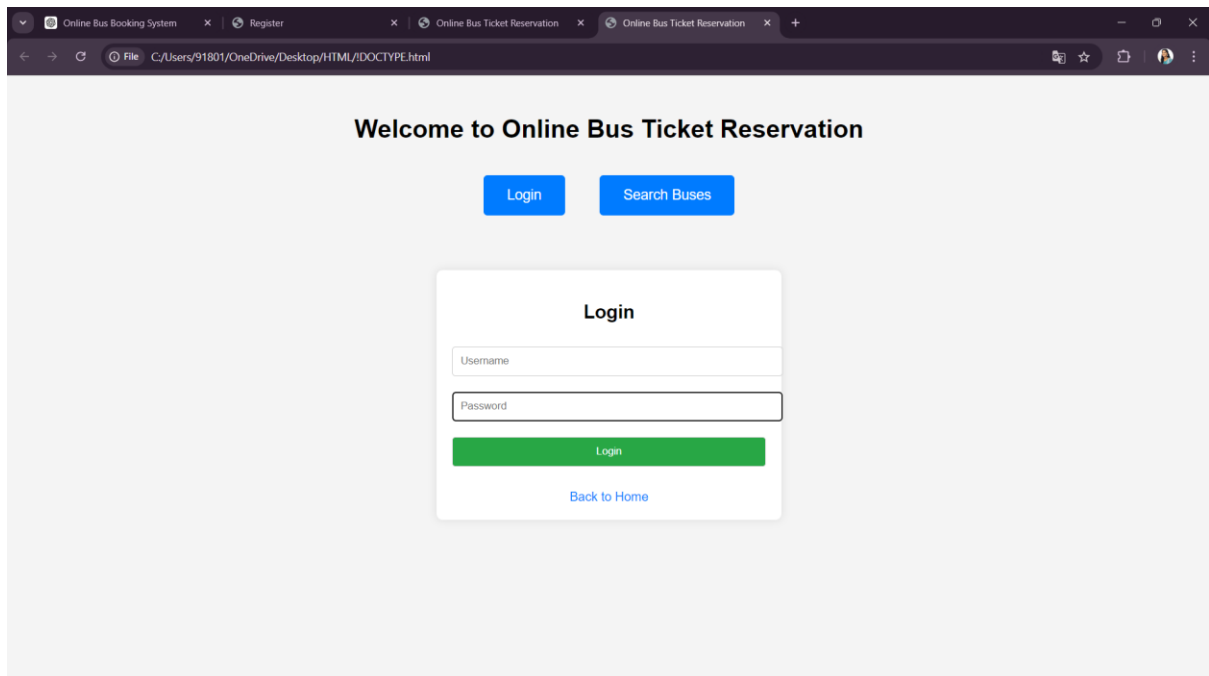 Online Bus Booking System Register Online Bus Ticket Reservation Online Bus Ticket Reservation
File C:/Users/91801/OneDrive/Desktop/HTML/!DOCTYPE.html
Welcome to Online Bus Ticket Reservation
Login Search Buses
Login
Username
Password
Login
Back to Home